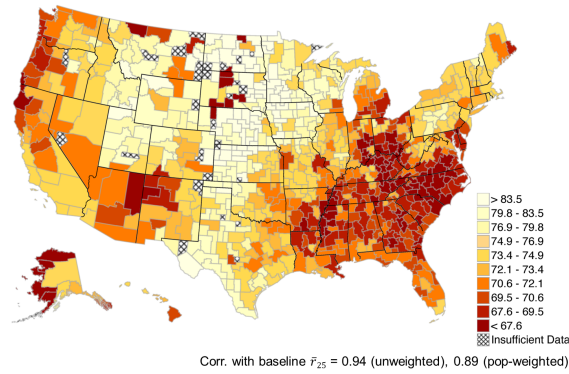 > 83.5
79.8 - 83.5
76.9 - 79.8
74.9 - 76.9
73.4 - 74.9
72.1 - 73.4
70.6 - 72.1
69.5 - 70.6
67.6 - 69.5
< 67.6
Insufficient Data
Corr. with baseline r̄₂₅ = 0.94 (unweighted), 0.89 (pop-weighted)